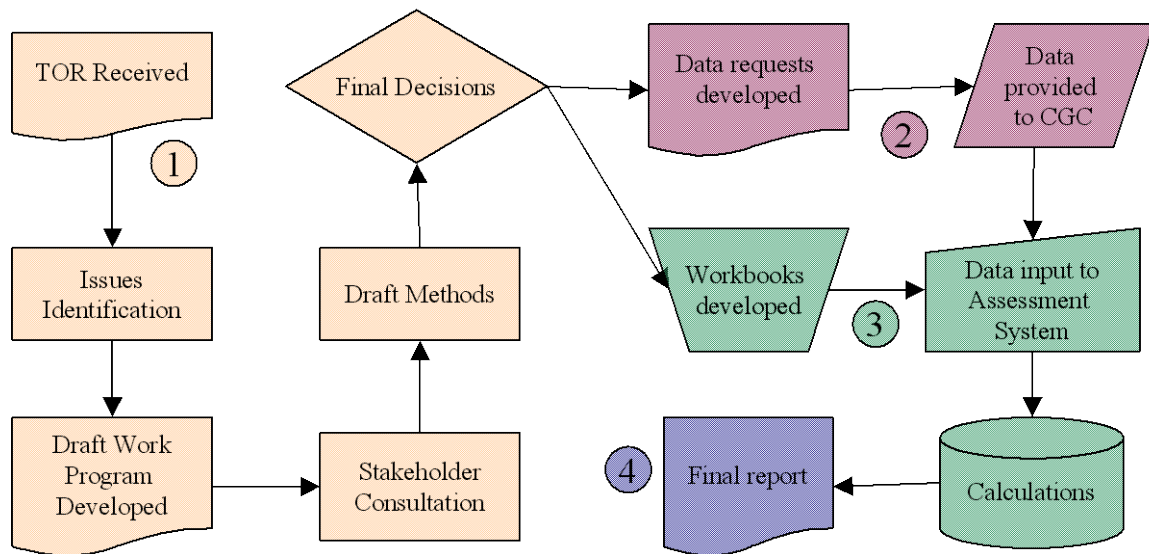 TOR Received
1
Issues
Identification
Draft Work
Program
Developed
Stakeholder
Consultation
Draft Methods
Final Decisions
Data requests
developed
2
Data
provided
to CGC
Workbooks
developed
3
Data input to
Assessment
System
Calculations
Final report
4